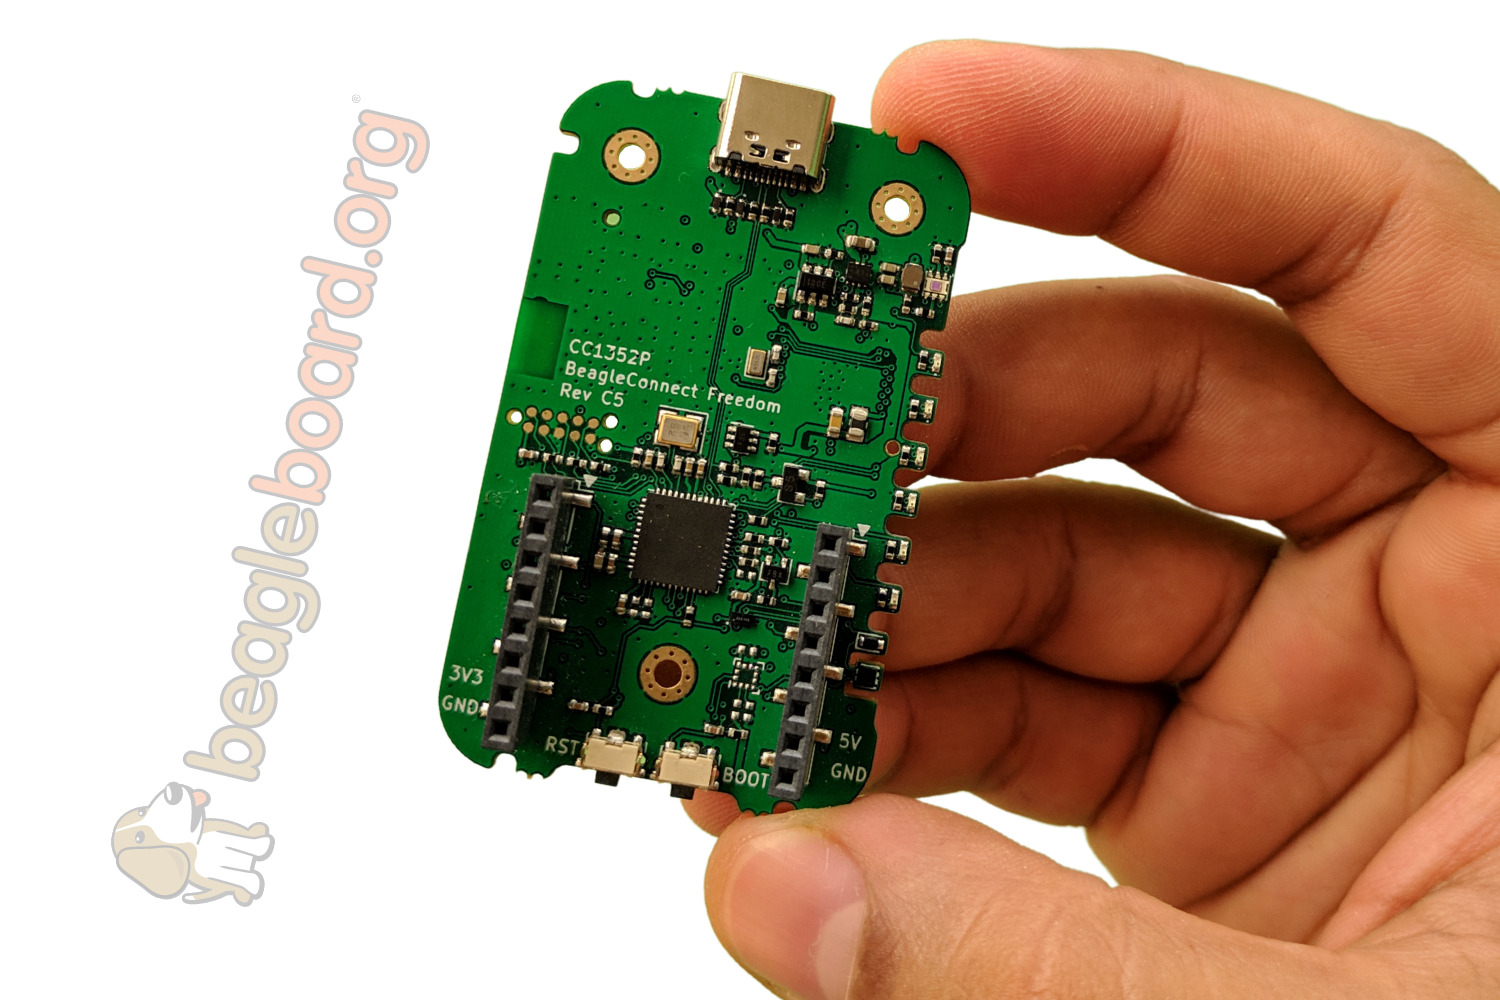 beagleboard.org®
CC1352P
BeagleConnect Freedom
Rev C5
3V3
GND
RST
BOOT
5V
GND